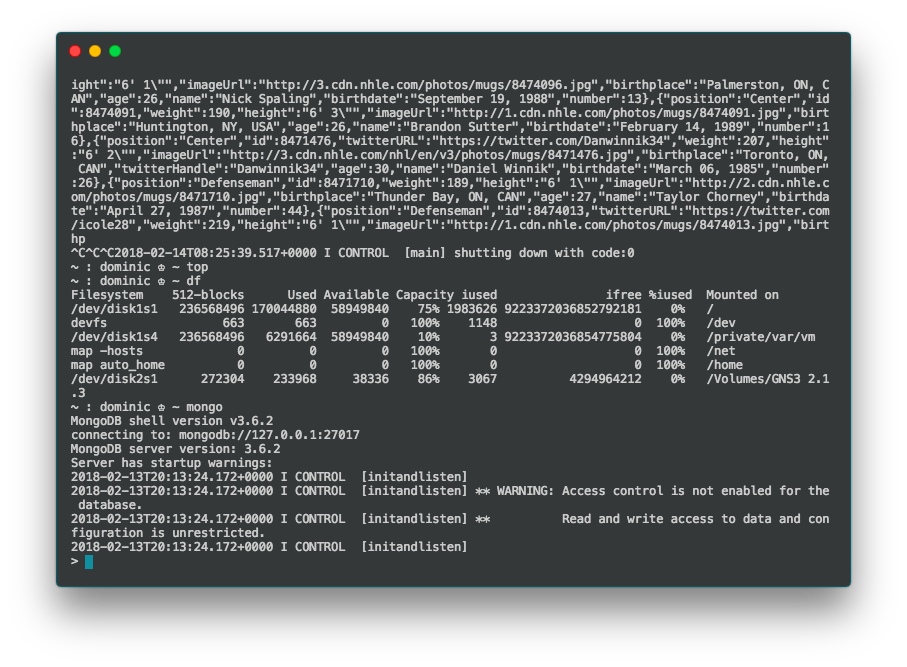 ight":"6' 1\"","imageUrl":"http://3.cdn.nhle.com/photos/mugs/8474096.jpg","birthplace":"Palmerston, ON, C
AN","age":26,"name":"Nick Spaling","birthdate":"September 19, 1988","number":13},{"position":"Center","id
":8474091,"weight":190,"height":"6' 3\"","imageUrl":"http://1.cdn.nhle.com/photos/mugs/8474091.jpg","birt
hplace":"Huntington, NY, USA","age":26,"name":"Brandon Sutter","birthdate":"February 14, 1989","number":1
6},{"position":"Center","id":8471476,"twitterURL":"https://twitter.com/Danwinnik34","weight":207,"height"
:"6' 2\"","imageUrl":"http://3.cdn.nhle.com/nhl/en/v3/photos/mugs/8471476.jpg","birthplace":"Toronto, ON,
 CAN","twitterHandle":"Danwinnik34","age":30,"name":"Daniel Winnik","birthdate":"March 06, 1985","number"
:26},{"position":"Defenseman","id":8471710,"weight":189,"height":"6' 1\"","imageUrl":"http://2.cdn.nhle.c
om/photos/mugs/8471710.jpg","birthplace":"Thunder Bay, ON, CAN","age":27,"name":"Taylor Chorney","birthda
te":"April 27, 1987","number":44},{"position":"Defenseman","id":8474013,"twitterURL":"https://twitter.com
/icole28","weight":219,"height":"6' 1\"","imageUrl":"http://1.cdn.nhle.com/photos/mugs/8474013.jpg","birt
hp
^C^C^C2018-02-14T08:25:39.517+0000 I CONTROL  [main] shutting down with code:0
~ : dominic ♔ ~ top
~ : dominic ♔ ~ df
Filesystem    512-blocks      Used Available Capacity iused               ifree %iused  Mounted on
/dev/disk1s1   236568496 170044880  58949840    75% 1983626 9223372036852792181    0%   /
devfs                663       663         0   100%    1148                   0  100%   /dev
/dev/disk1s4   236568496   6291664  58949840    10%       3 9223372036854775804    0%   /private/var/vm
map -hosts             0         0         0   100%       0                   0  100%   /net
map auto_home          0         0         0   100%       0                   0  100%   /home
/dev/disk2s1      272304    233968     38336    86%    3067          4294964212    0%   /Volumes/GNS3 2.1
.3
~ : dominic ♔ ~ mongo
MongoDB shell version v3.6.2
connecting to: mongodb://127.0.0.1:27017
MongoDB server version: 3.6.2
Server has startup warnings:
2018-02-13T20:13:24.172+0000 I CONTROL  [initandlisten]
2018-02-13T20:13:24.172+0000 I CONTROL  [initandlisten] ** WARNING: Access control is not enabled for the
 database.
2018-02-13T20:13:24.172+0000 I CONTROL  [initandlisten] **          Read and write access to data and con
figuration is unrestricted.
2018-02-13T20:13:24.172+0000 I CONTROL  [initandlisten]
>